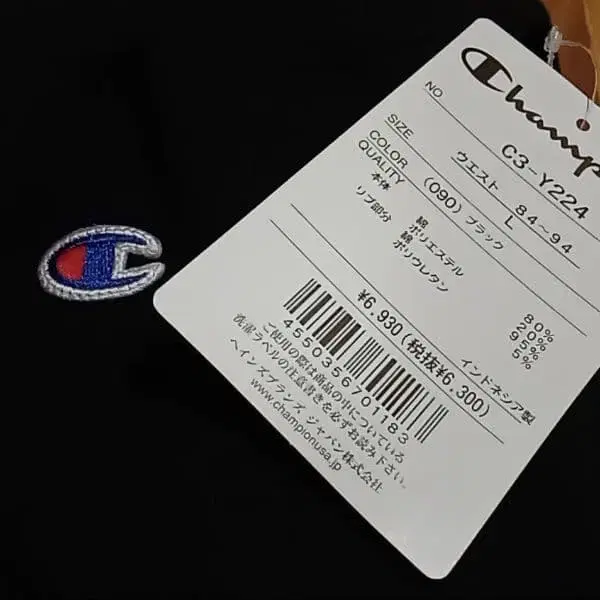 Champ
NO C3-Y224
SIZE ウエスト 84~94
L
COLOR (090) ブラック
QUALITY
本体 綿 80%
ポリエステル 20%
リブ部分 綿 95%
ポリウレタン 5%
インドネシア製
¥6,930(税抜¥6,300)
4550356701183
ご使用の際は商品の中についている
洗濯ラベルの注意書きを必ずお読み下さい。
ヘインズブランズ ジャパン株式会社
www.championusa.jp